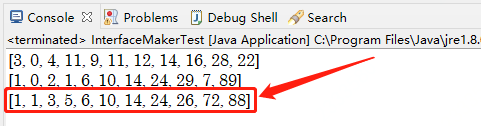 Console Problems Debug Shell Search
<terminated> InterfaceMakerTest [Java Application] C:\Program Files\Java\jre1.8.0
[3, 0, 4, 11, 9, 11, 12, 14, 16, 28, 22]
[1, 0, 2, 1, 6, 10, 14, 24, 29, 7, 89]
[1, 1, 3, 5, 6, 10, 14, 24, 26, 72, 88]